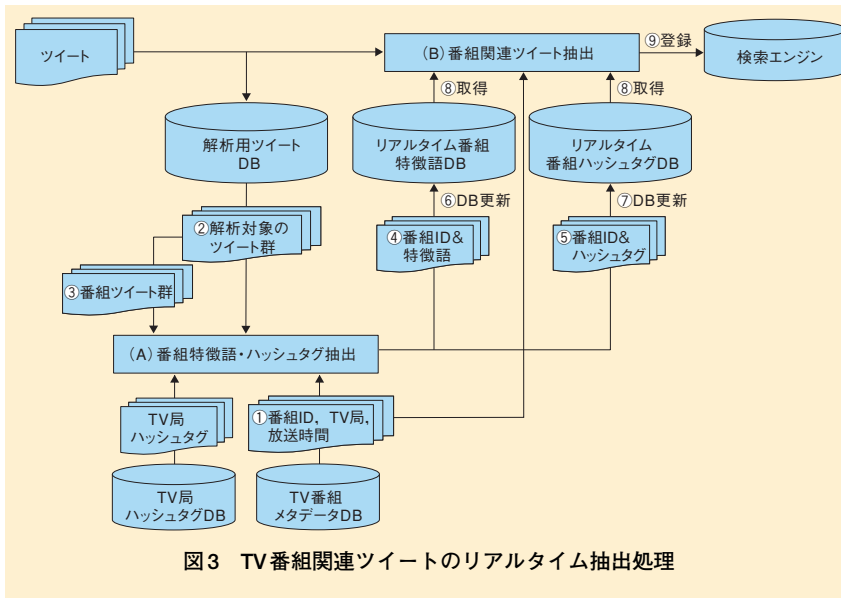 ツイート
(B)番組関連ツイート抽出
⑨登録
検索エンジン
⑧取得
⑧取得
解析用ツイート
DB
リアルタイム番組
特徴語DB
リアルタイム
番組ハッシュタグDB
⑥DB更新
⑦DB更新
②解析対象の
ツイート群
④番組ID&
特徴語
⑤番組ID&
ハッシュタグ
③番組ツイート群
(A)番組特徴語・ハッシュタグ抽出
TV局
ハッシュタグ
①番組ID，TV局，
放送時間
TV局
ハッシュタグDB
TV番組
メタデータDB
図3 TV番組関連ツイートのリアルタイム抽出処理